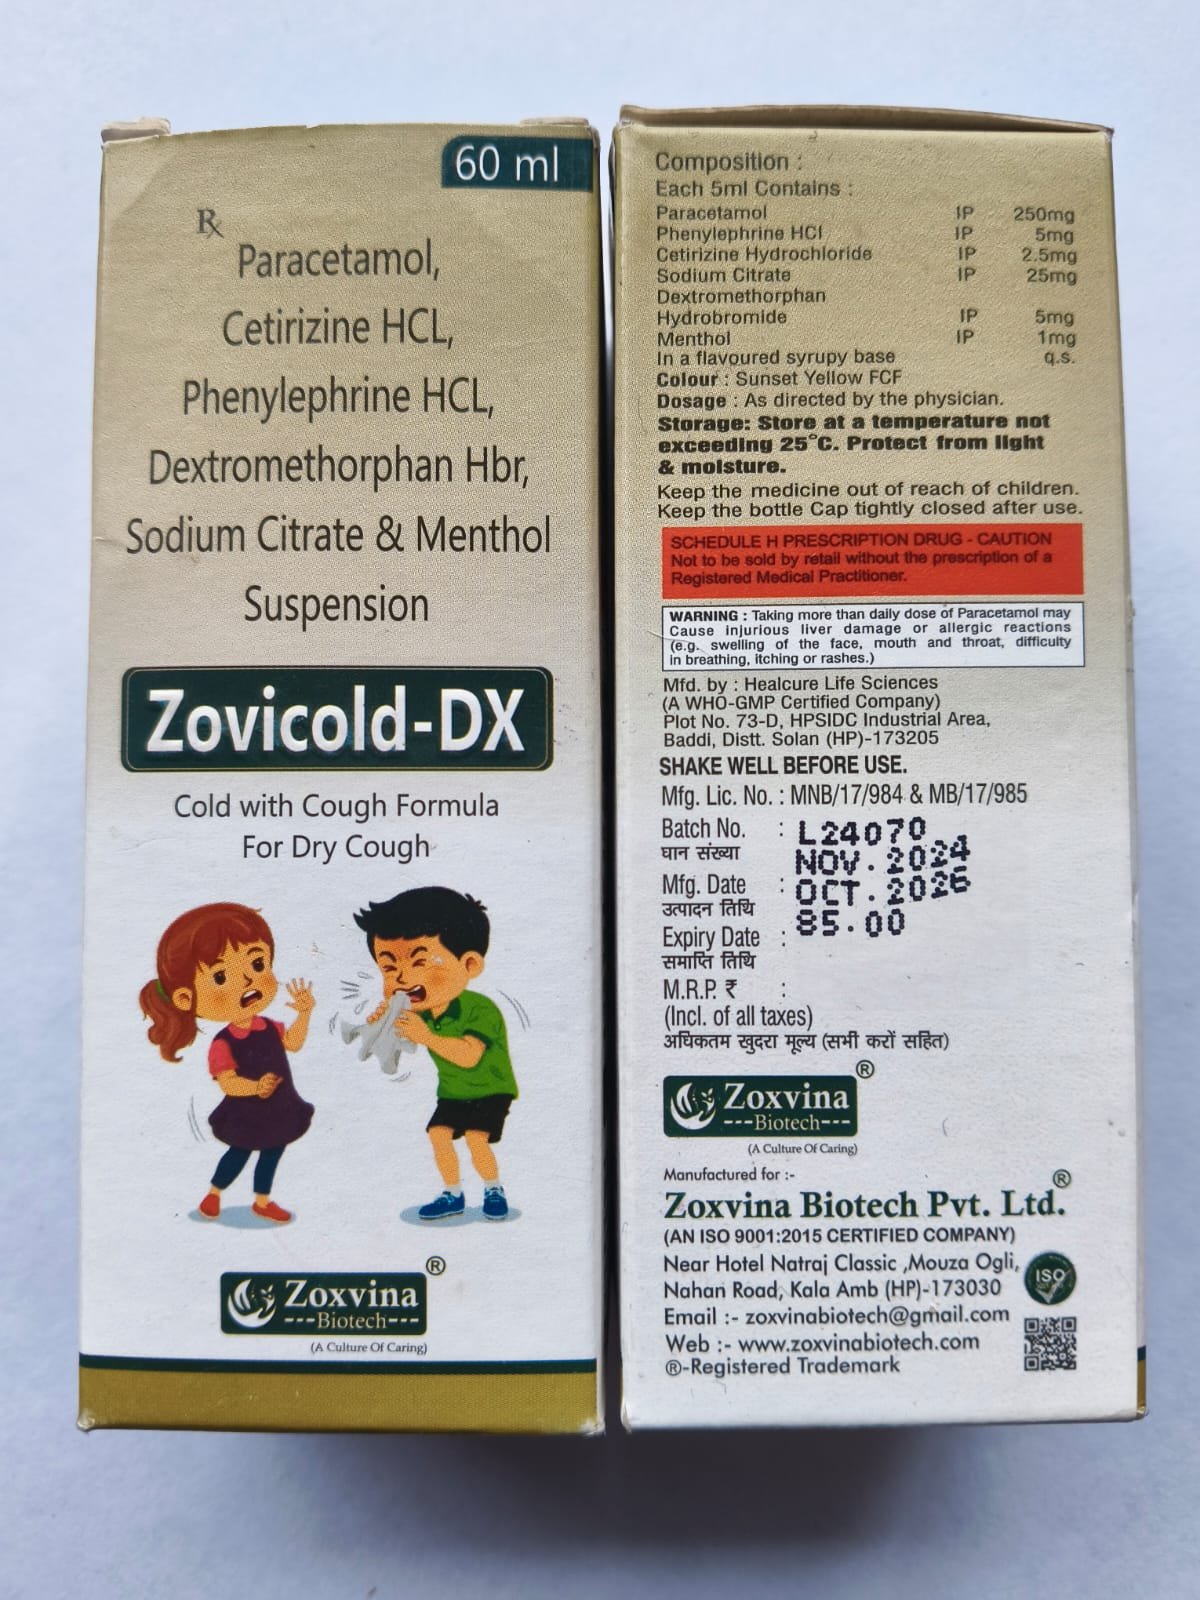 60 ml
Rx
Paracetamol,
Cetirizine HCL,
Phenylephrine HCL,
Dextromethorphan Hbr,
Sodium Citrate & Menthol
Suspension
Zovicold-DX
Cold with Cough Formula
For Dry Cough
®
Zoxvina
---Biotech---
(A Culture Of Caring)
Composition :
Each 5ml Contains :
Paracetamol IP 250mg
Phenylephrine HCl IP 5mg
Cetirizine Hydrochloride IP 2.5mg
Sodium Citrate IP 25mg
Dextromethorphan
Hydrobromide IP 5mg
Menthol IP 1mg
In a flavoured syrupy base q.s.
Colour : Sunset Yellow FCF
Dosage : As directed by the physician.
Storage: Store at a temperature not
exceeding 25°C. Protect from light
& moisture.
Keep the medicine out of reach of children.
Keep the bottle Cap tightly closed after use.
SCHEDULE H PRESCRIPTION DRUG - CAUTION
Not to be sold by retail without the prescription of a
Registered Medical Practitioner.
WARNING : Taking more than daily dose of Paracetamol may
Cause injurious liver damage or allergic reactions
(e.g. swelling of the face, mouth and throat, difficulty
in breathing, itching or rashes.)
Mfd. by : Healcure Life Sciences
(A WHO-GMP Certified Company)
Plot No. 73-D, HPSIDC Industrial Area,
Baddi, Distt. Solan (HP)-173205
SHAKE WELL BEFORE USE.
Mfg. Lic. No. : MNB/17/984 & MB/17/985
Batch No. : L24070
घान संख्या
NOV.2024
Mfg. Date :
OCT.2026
उत्पादन तिथि
85.00
Expiry Date :
समाप्ति तिथि
M.R.P. ₹ :
(Incl. of all taxes)
अधिकतम खुदरा मूल्य (सभी करों सहित)
®
Zoxvina
---Biotech---
(A Culture Of Caring)
Manufactured for :-
Zoxvina Biotech Pvt. Ltd.®
(AN ISO 9001:2015 CERTIFIED COMPANY)
Near Hotel Natraj Classic ,Mouza Ogli,
Nahan Road, Kala Amb (HP)-173030
ISO
Email :- zoxvinabiotech@gmail.com
Web :- www.zoxvinabiotech.com
®-Registered Trademark